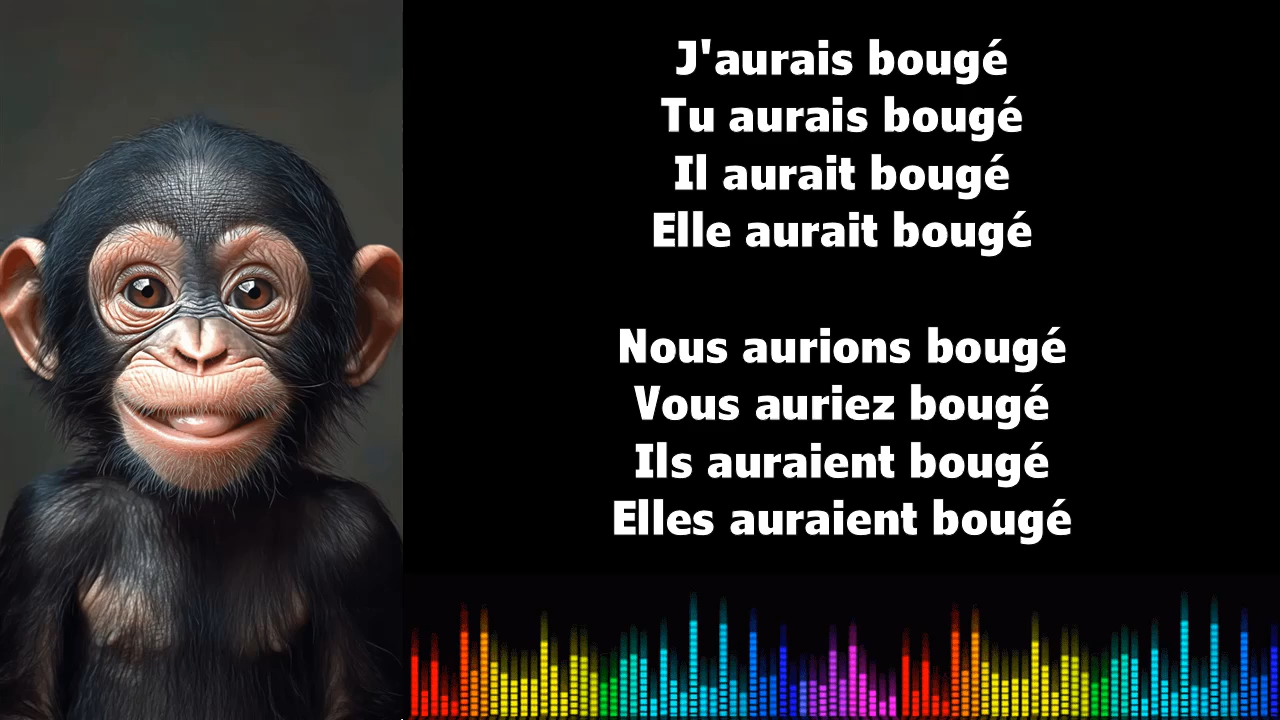 J'aurais bougé
Tu aurais bougé
Il aurait bougé
Elle aurait bougé
Nous aurions bougé
Vous auriez bougé
Ils auraient bougé
Elles auraient bougé